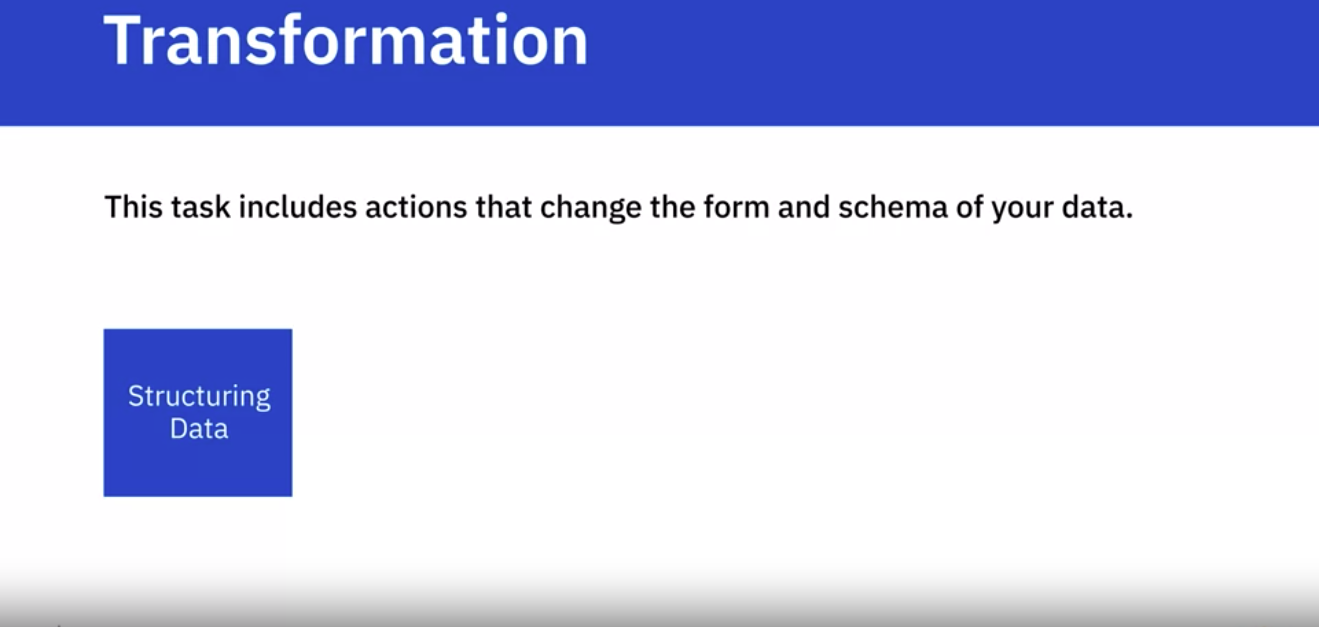 Transformation
This task includes actions that change the form and schema of your data.
Structuring
Data